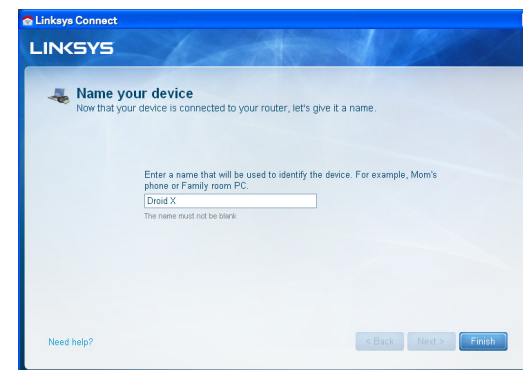 Linksys Connect
LINKSYS
Name your device
Now that your device is connected to your router, let's give it a name.
Enter a name that will be used to identify the device. For example, Mom's
phone or Family room PC.
Droid X
The name must not be blank
Need help?
< Back Next > Finish